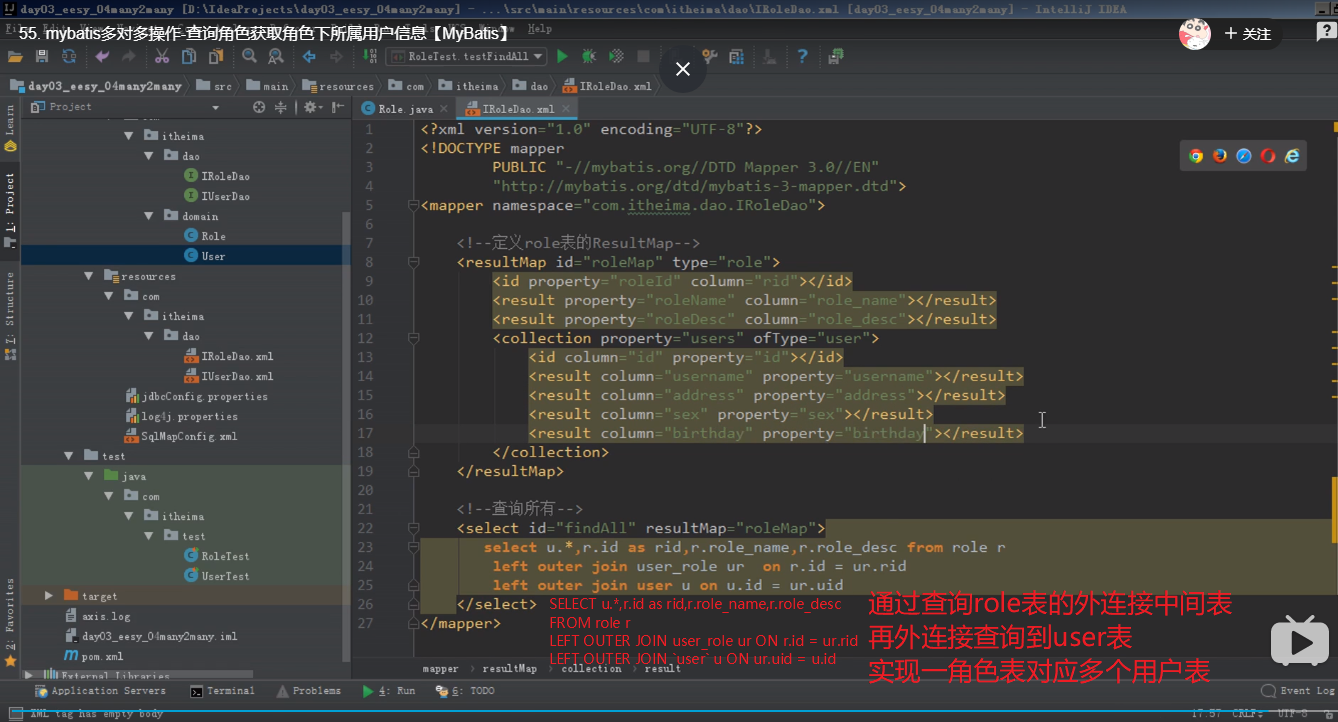 day03_eesy_04many2many [D:\IdeaProjects\day03_eesy_04many2many] - ...\src\main\resources\com\itheima\dao\IRoleDao.xml [day03_eesy_04many2many] - IntelliJ IDEA
55. mybatis多对多操作-查询角色获取角色下所属用户信息【MyBatis】
Help
+ 关注
RoleTest.testFindAll
day03_eesy_04many2many
src
main
resources
com
itheima
dao
IRoleDao.xml
Project
Role.java
IRoleDao.xml
Learn
1: Project
7: Structure
2: Favorites
itheima
dao
IRoleDao
IUserDao
domain
Role
User
resources
com
itheima
dao
IRoleDao.xml
IUserDao.xml
jdbcConfig.properties
log4j.properties
SqlMapConfig.xml
test
java
com
itheima
test
RoleTest
UserTest
target
axis.log
day03_eesy_04many2many.iml
pom.xml
External Libraries
1 <?xml version="1.0" encoding="UTF-8"?>
2 <!DOCTYPE mapper
3 PUBLIC "-//mybatis.org//DTD Mapper 3.0//EN"
4 "http://mybatis.org/dtd/mybatis-3-mapper.dtd">
5 <mapper namespace="com.itheima.dao.IRoleDao">
6
7 <!--定义role表的ResultMap-->
8 <resultMap id="roleMap" type="role">
9 <id property="roleId" column="rid"></id>
10 <result property="roleName" column="role_name"></result>
11 <result property="roleDesc" column="role_desc"></result>
12 <collection property="users" ofType="user">
13 <id column="id" property="id"></id>
14 <result column="username" property="username"></result>
15 <result column="address" property="address"></result>
16 <result column="sex" property="sex"></result>
17 <result column="birthday" property="birthday"></result>
18 </collection>
19 </resultMap>
20
21 <!--查询所有-->
22 <select id="findAll" resultMap="roleMap">
23 select u.*,r.id as rid,r.role_name,r.role_desc from role r
24 left outer join user_role ur on r.id = ur.rid
25 left outer join user u on u.id = ur.uid
26 </select>
27 </mapper>
SELECT u.*,r.id as rid,r.role_name,r.role_desc
FROM role r
LEFT OUTER JOIN user_role ur ON r.id = ur.rid
LEFT OUTER JOIN `user` u ON ur.uid = u.id
通过查询role表的外连接中间表
再外连接查询到user表
实现一角色表对应多个用户表
mapper › resultMap › collection › result
Application Servers
Terminal
Problems
4: Run
6: TODO
Event Log
XML tag has empty body
17:57 CRLF UTF-8